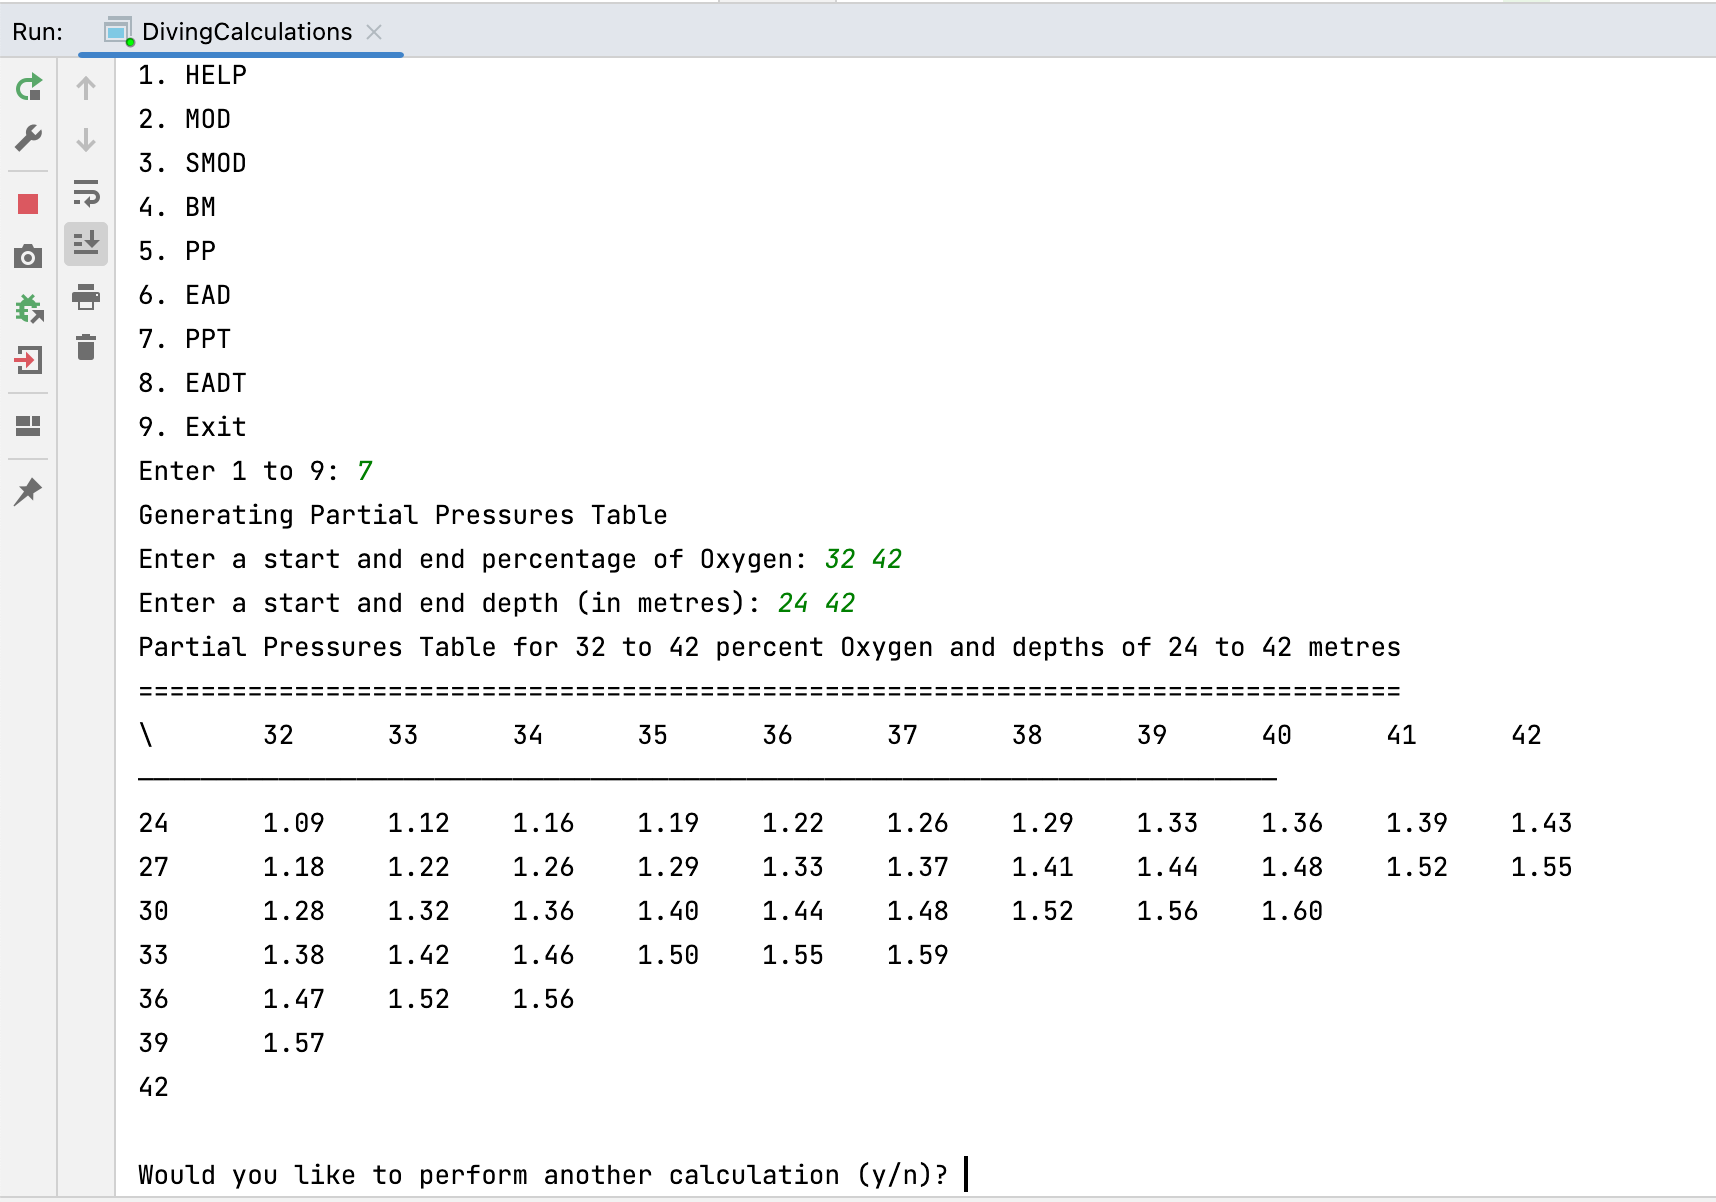 Run: DivingCalculations
1. HELP
2. MOD
3. SMOD
4. BM
5. PP
6. EAD
7. PPT
8. EADT
9. Exit
Enter 1 to 9: 7
Generating Partial Pressures Table
Enter a start and end percentage of Oxygen: 32 42
Enter a start and end depth (in metres): 24 42
Partial Pressures Table for 32 to 42 percent Oxygen and depths of 24 to 42 metres
=================================================================================
\ 32 33 34 35 36 37 38 39 40 41 42
_________________________________________________________________________
24 1.09 1.12 1.16 1.19 1.22 1.26 1.29 1.33 1.36 1.39 1.43
27 1.18 1.22 1.26 1.29 1.33 1.37 1.41 1.44 1.48 1.52 1.55
30 1.28 1.32 1.36 1.40 1.44 1.48 1.52 1.56 1.60
33 1.38 1.42 1.46 1.50 1.55 1.59
36 1.47 1.52 1.56
39 1.57
42
Would you like to perform another calculation (y/n)?